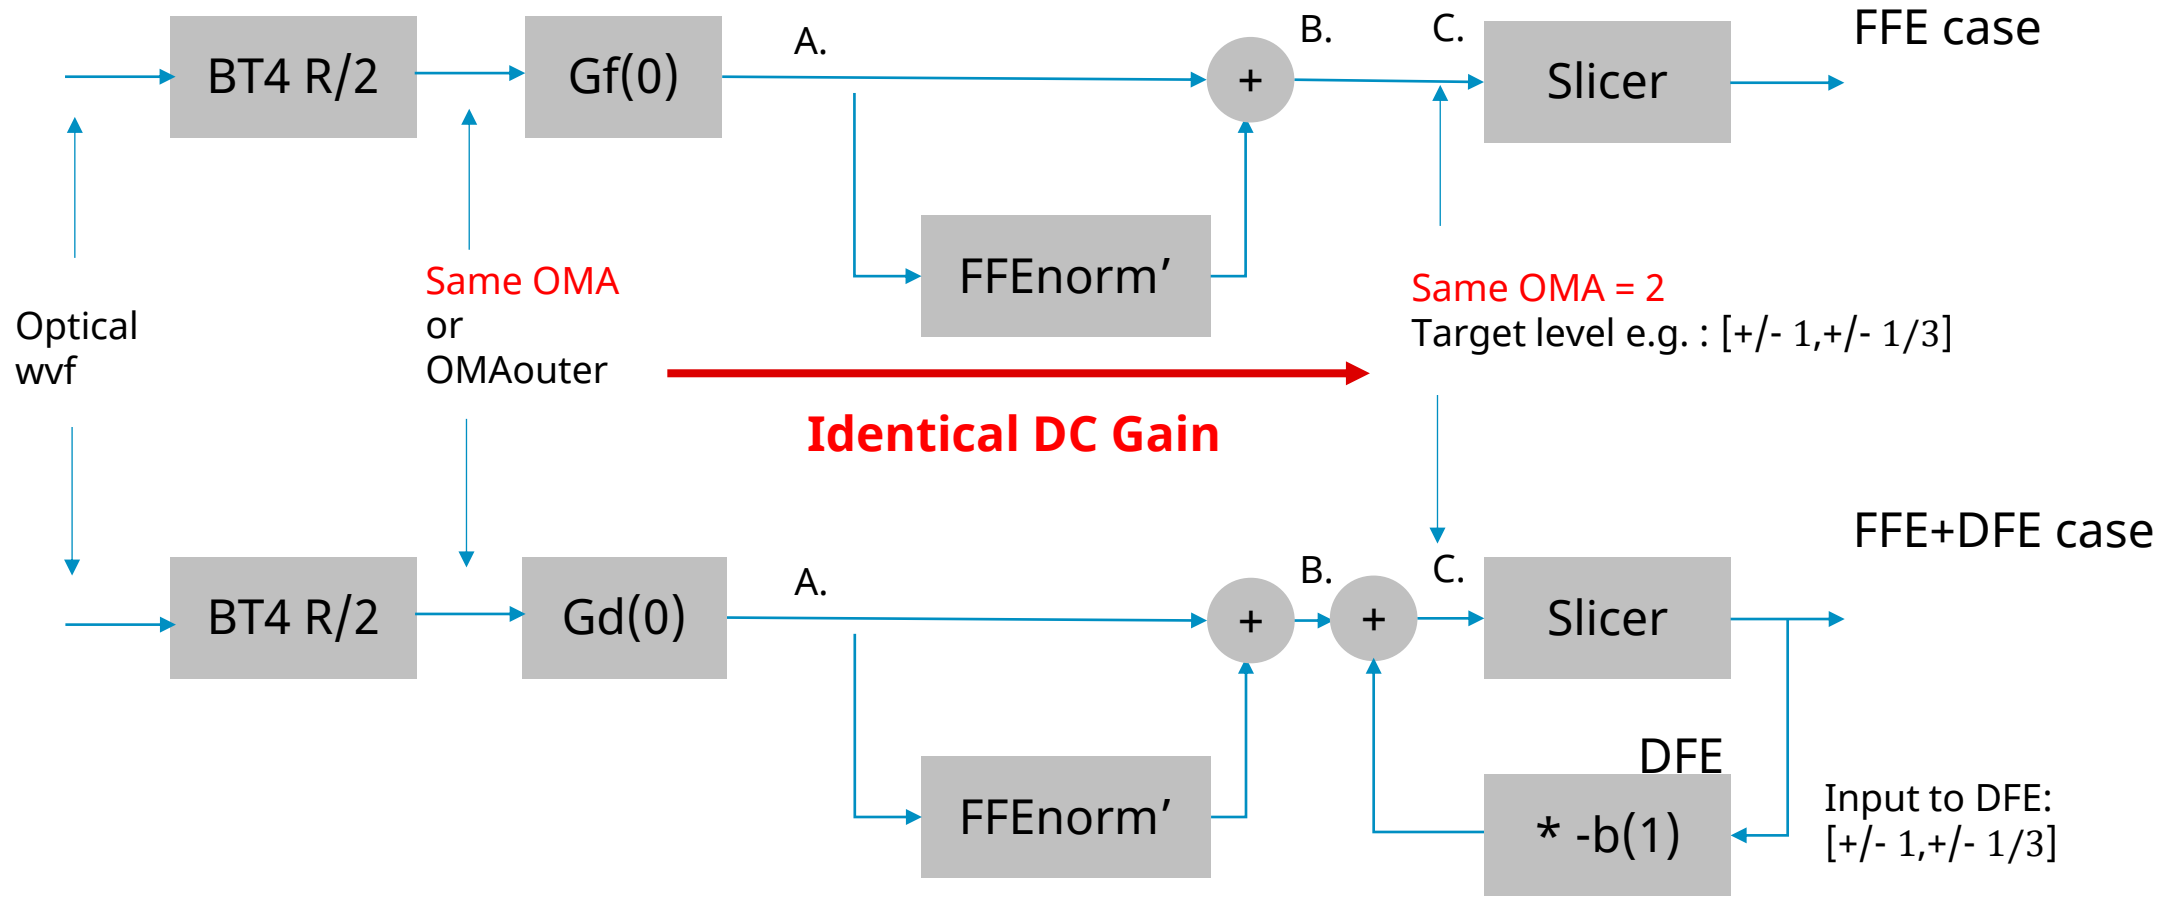 FFE case
BT4 R/2
Gf(0)
A.
+
B.
C.
Slicer
FFEnorm’
Optical
wvf
Same OMA
or
OMAouter
Same OMA = 2
Target level e.g. : [+/- 1,+/- 1/3]
Identical DC Gain
FFE+DFE case
BT4 R/2
Gd(0)
A.
+
B.
+
C.
Slicer
FFEnorm’
DFE
* -b(1)
Input to DFE:
[+/- 1,+/- 1/3]